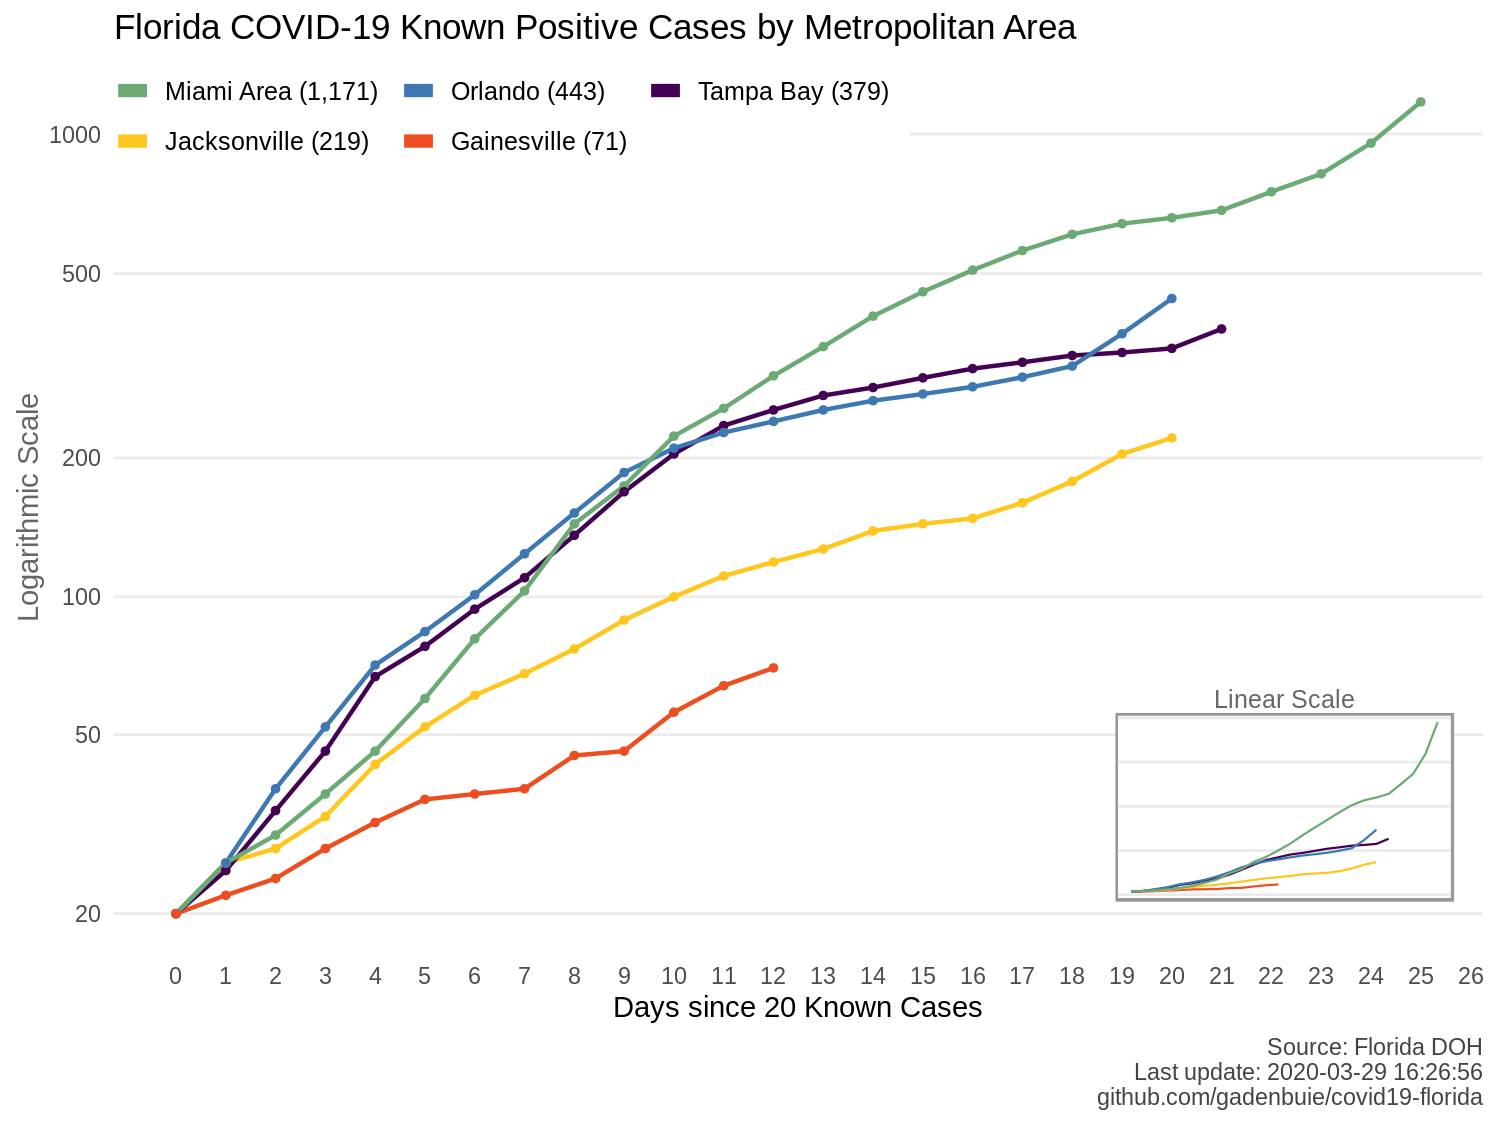 Florida COVID-19 Known Positive Cases by Metropolitan Area
Miami Area (1,171) Orlando (443) Tampa Bay (379)
Jacksonville (219) Gainesville (71)
Logarithmic Scale
1000
500
200
100
50
20
Linear Scale
0 1 2 3 4 5 6 7 8 9 10 11 12 13 14 15 16 17 18 19 20 21 22 23 24 25 26
Days since 20 Known Cases
Source: Florida DOH
Last update: 2020-03-29 16:26:56
github.com/gadenbuie/covid19-florida